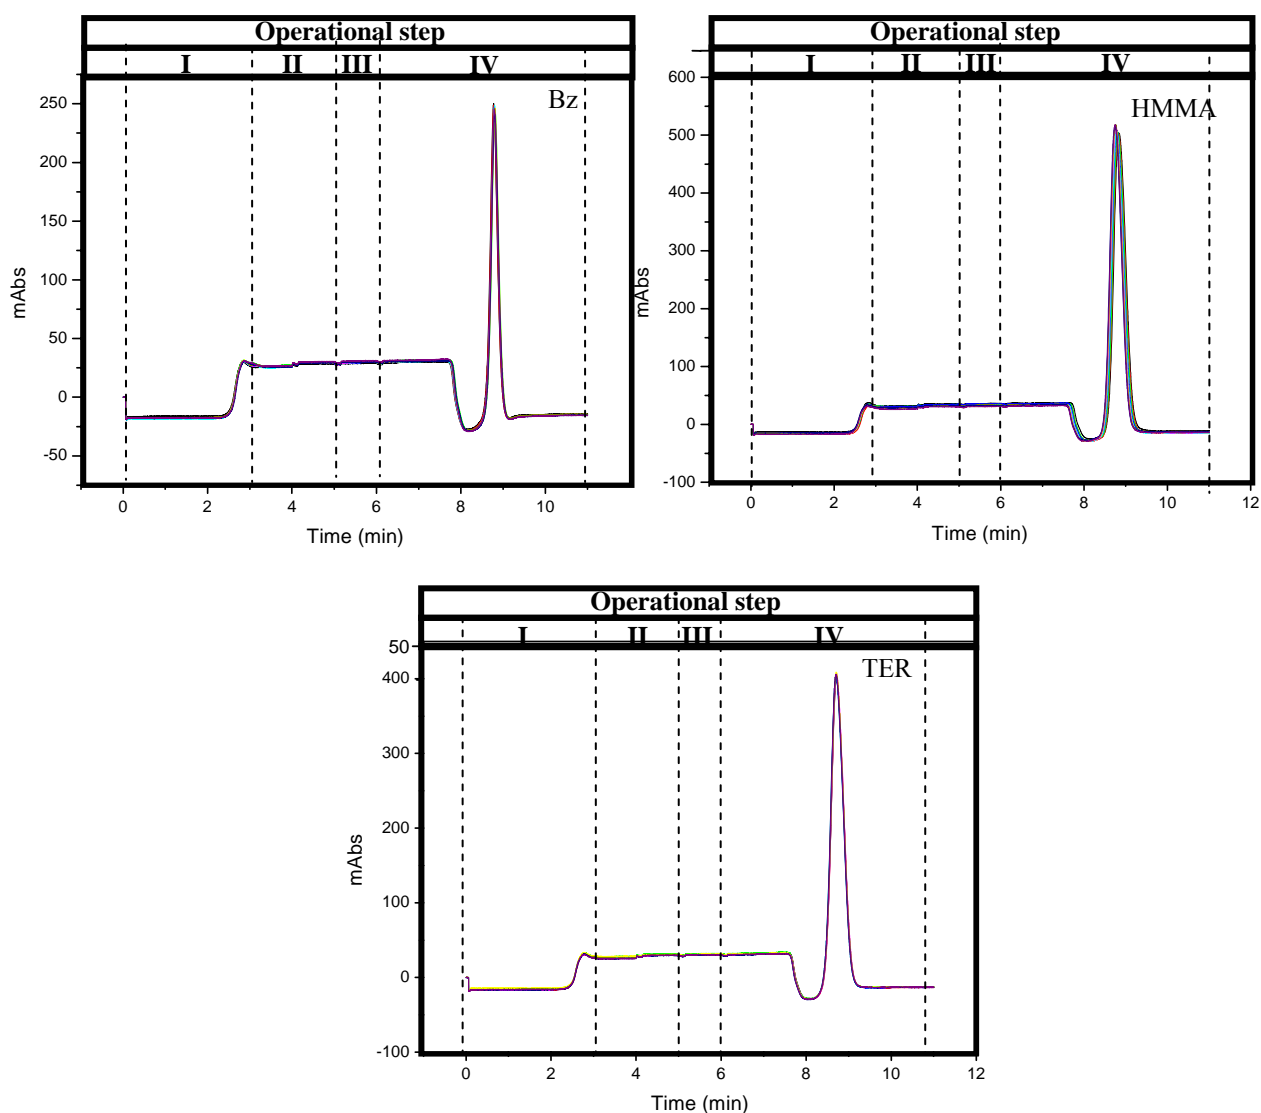 Operational step
I II III IV
Bz
250
200
150
100
50
0
-50
mAbs
0 2 4 6 8 10
Time (min)
Operational step
I II III IV
HMMA
600
500
400
300
200
100
0
-100
mAbs
0 2 4 6 8 10 12
Time (min)
Operational step
I II III IV
TER
50
400
300
200
100
0
-100
mAbs
0 2 4 6 8 10 12
Time (min)